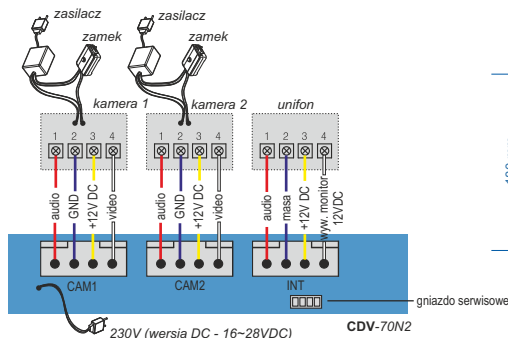 zasilacz
zamek
zasilacz
zamek
kamera 1
kamera 2
unifon
1 2 3 4
1 2 3 4
1 2 3 4
audio
GND
+12V DC
video
audio
GND
+12V DC
video
audio
masa
+12V DC
wyw. monitor
12VDC
CAM1
CAM2
INT
gniazdo serwisowe
230V (wersja DC - 16~28VDC)
CDV-70N2